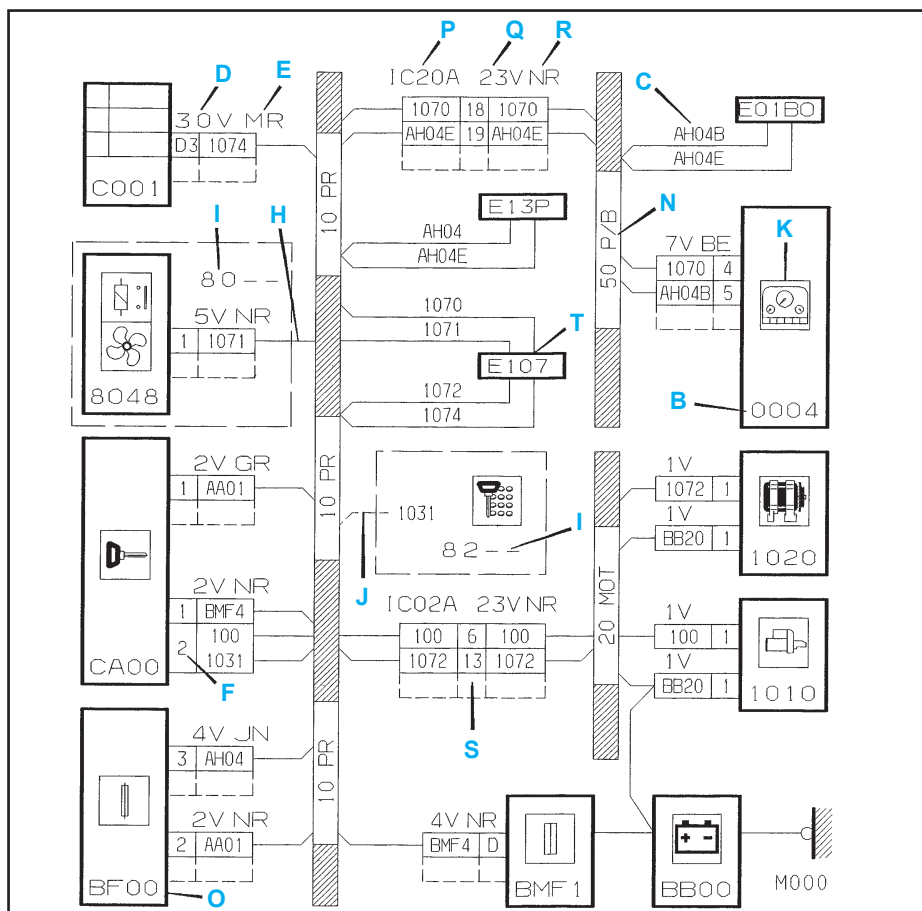 P Q R
IC20A 23V NR
1070 18 1070
AH04E 19 AH04E
D E
30V MR
D3 1074
C001
10 PR
C
E01B0
AH04B
AH04E
E13P
AH04
AH04E
N
50 P/B
K
7V BE
1070 4
AH04B 5
B
0004
I
H
80
5V NR
1 1071
8048
1070
1071
T
E107
1072
1074
2V GR
1 AA01
10 PR
1031
82
I
J
2V NR
1 BMF4
2 100
1031
CA00
F
IC02A 23V NR
100 6 100
1072 13 1072
S
20 MOT
1V
1072 1
1V
BB20 1
1020
1V
100 1
1V
BB20 1
1010
4V JN
3 AH04
10 PR
2V NR
2 AA01
BF00
O
4V NR
BMF4 D
BMF1
BB00
M000